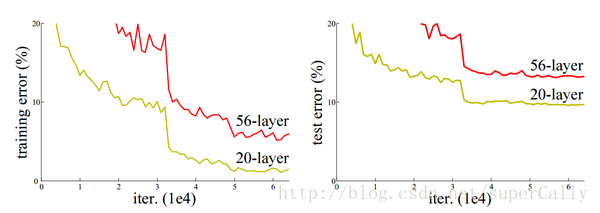 training error (%)
20
10
0
56-layer
20-layer
0 1 2 3 4 5 6
iter. (1e4)
test error (%)
20
10
0
56-layer
20-layer
0 1 2 3 4 5 6
iter. (1e4)
http://blog.csdn.net/superCally